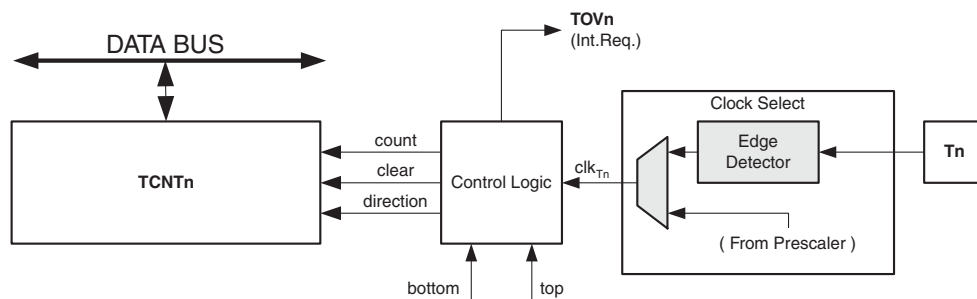 TOVn
(Int.Req.)
DATA BUS
Clock Select
count
Edge
Detector
Tn
TCNTn
clear
Control Logic
clkTn
direction
( From Prescaler )
bottom
top